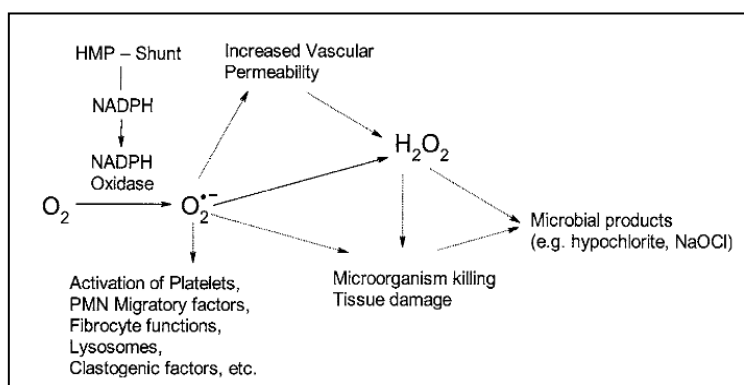 HMP – Shunt
NADPH
NADPH
Oxidase
O₂
O₂•−
Increased Vascular
Permeability
H₂O₂
Microbial products
(e.g. hypochlorite, NaOCl)
Microorganism killing
Tissue damage
Activation of Platelets,
PMN Migratory factors,
Fibrocyte functions,
Lysosomes,
Clastogenic factors, etc.